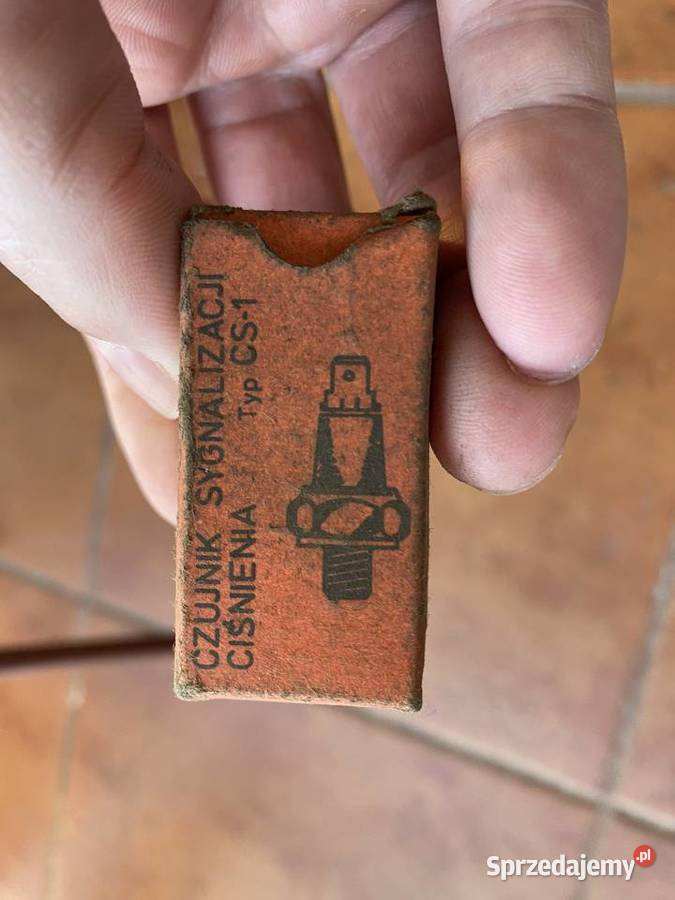 CZUJNIK SYGNALIZACJI
CIŚNIENIA Typ CS-1
Sprzedajemy.pl